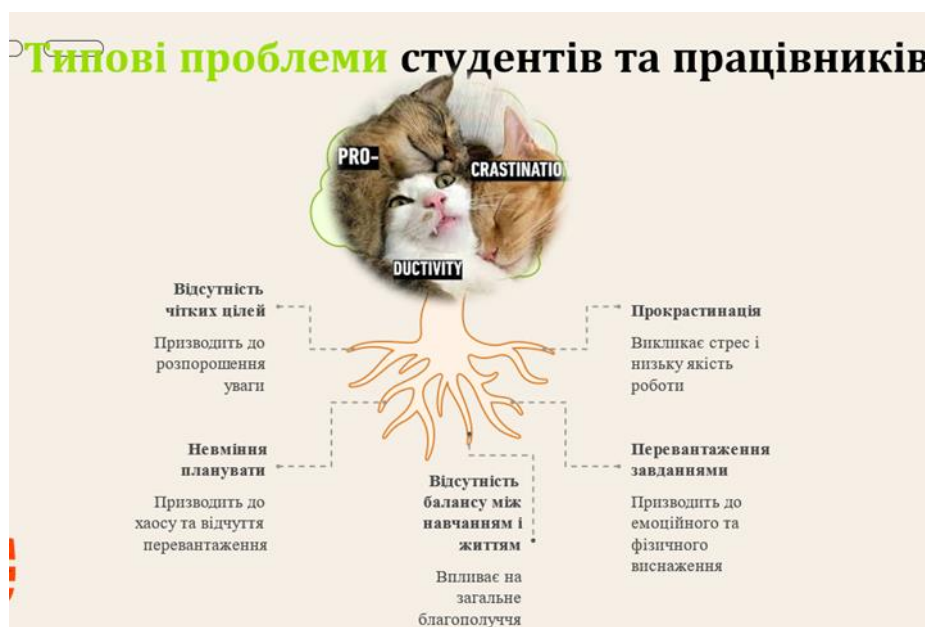 Типові проблеми студентів та працівників
PRO-
CRASTINATIO
DUCTIVITY
Відсутність
чітких цілей
Призводить до
розпорошення
уваги
Прокрастинація
Викликає стрес і
низьку якість
роботи
Невміння
планувати
Призводить до
хаосу та відчуття
перевантаження
Відсутність
балансу між
навчанням і
життям
Впливає на
загальне
благополуччя
Перевантаження
завданнями
Призводить до
емоційного та
фізичного
виснаження